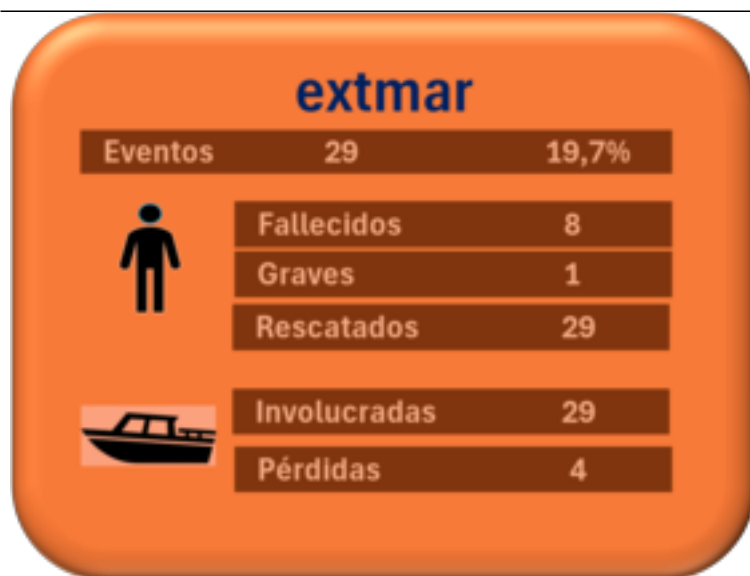 extmar
Eventos 29 19,7%
Fallecidos 8
Graves 1
Rescatados 29
Involucradas 29
Pérdidas 4